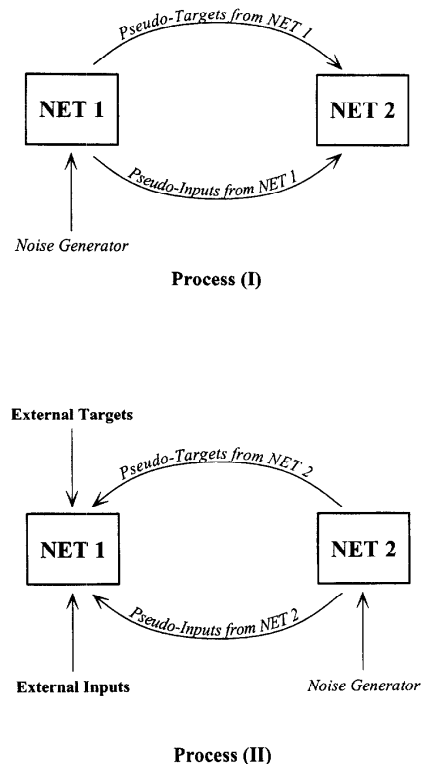 Pseudo-Targets from NET 1
NET 1
NET 2
Pseudo-Inputs from NET 1
Noise Generator
Process (I)
External Targets
Pseudo-Targets from NET 2
NET 1
NET 2
Pseudo-Inputs from NET 2
External Inputs
Noise Generator
Process (II)